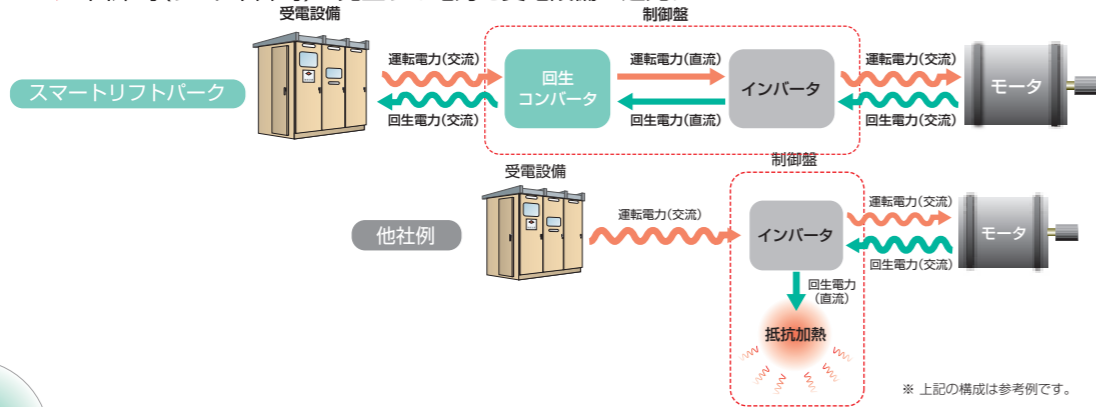 受電設備
制御盤
スマートリフトパーク
運転電力(交流)
回生電力(交流)
回生
コンバータ
運転電力(直流)
回生電力(直流)
インバータ
運転電力(交流)
回生電力(交流)
モータ
受電設備
制御盤
他社例
運転電力(交流)
インバータ
運転電力(交流)
回生電力(交流)
モータ
回生電力
(直流)
抵抗加熱
※ 上記の構成は参考例です。